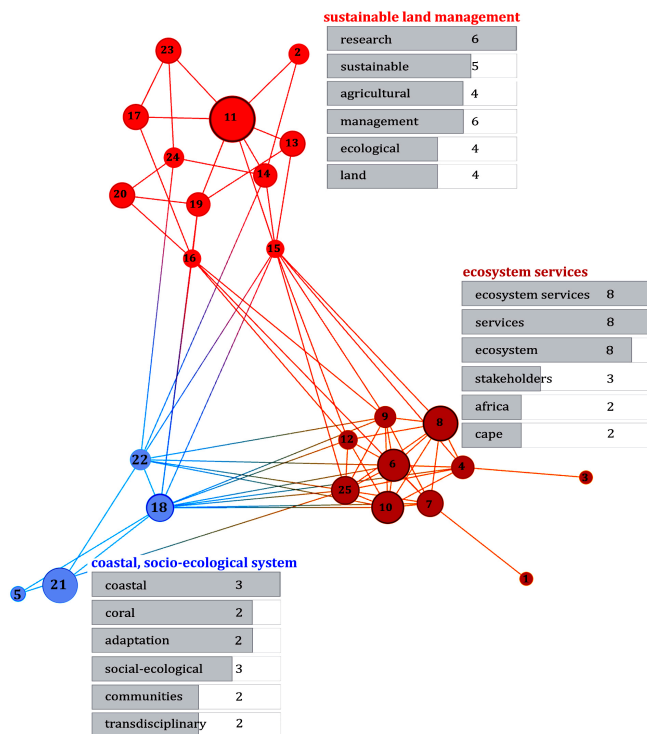 sustainable land management
research 6
sustainable 5
agricultural 4
management 6
ecological 4
land 4
23
2
11
17
13
24
14
20
19
16
15
ecosystem services
ecosystem services 8
services 8
ecosystem 8
stakeholders 3
africa 2
cape 2
9
8
12
22
6
4
3
25
18
10
7
21
5
1
coastal, socio-ecological system
coastal 3
coral 2
adaptation 2
social-ecological 3
communities 2
transdisciplinary 2